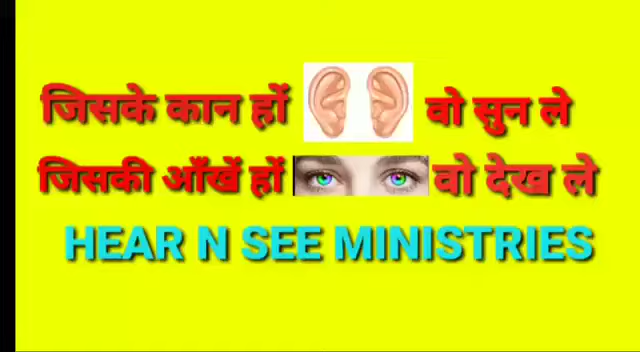 जिसके कान हों वो सुन ले
जिसकी आँखें हों वो देख ले
HEAR N SEE MINISTRIES